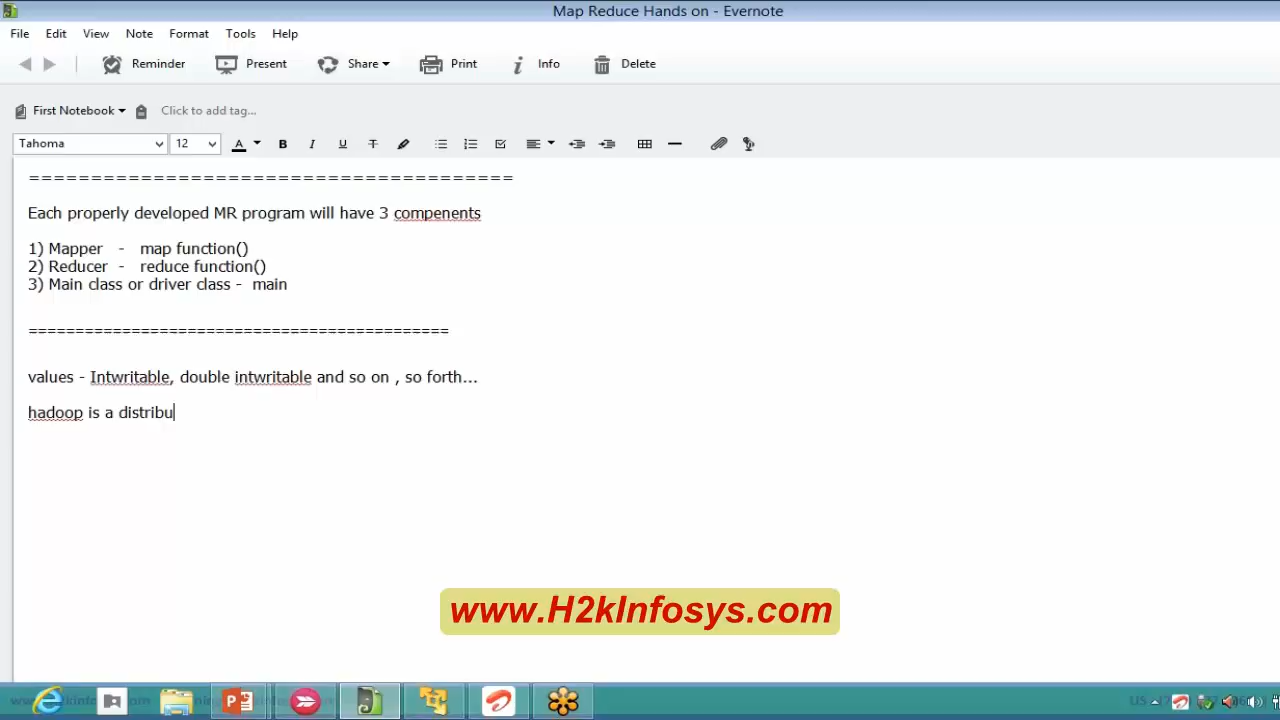 Map Reduce Hands on - Evernote
File Edit View Note Format Tools Help
Reminder Present Share Print Info Delete
First Notebook Click to add tag...
Tahoma 12 A B I U T
=======================================
Each properly developed MR program will have 3 compenents
1) Mapper - map function()
2) Reducer - reduce function()
3) Main class or driver class - main
=============================================
values - Intwritable, double intwritable and so on , so forth...
hadoop is a distribu
www.H2kInfosys.com